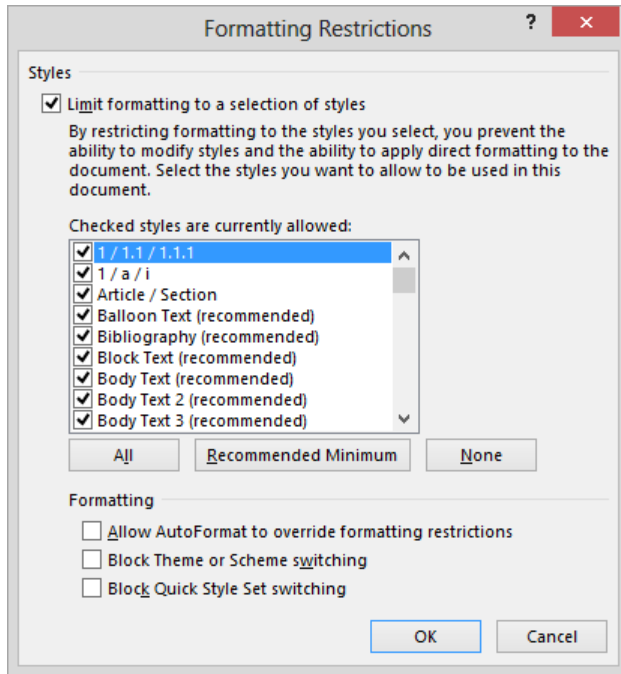 Formatting Restrictions ? ×
Styles
Limit formatting to a selection of styles
By restricting formatting to the styles you select, you prevent the
ability to modify styles and the ability to apply direct formatting to the
document. Select the styles you want to allow to be used in this
document.
Checked styles are currently allowed:
1 / 1.1 / 1.1.1
1 / a / i
Article / Section
Balloon Text (recommended)
Bibliography (recommended)
Block Text (recommended)
Body Text (recommended)
Body Text 2 (recommended)
Body Text 3 (recommended)
All Recommended Minimum None
Formatting
Allow AutoFormat to override formatting restrictions
Block Theme or Scheme switching
Block Quick Style Set switching
OK Cancel